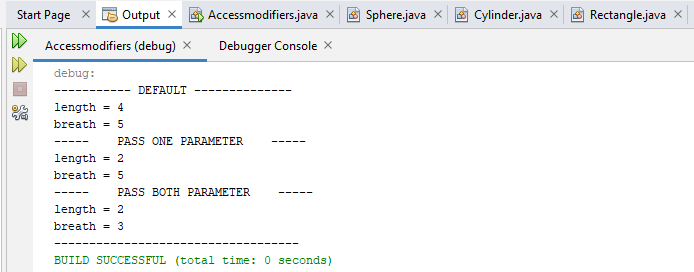 Start Page Output Accessmodifiers.java Sphere.java Cylinder.java Rectangle.java
Accessmodifiers (debug) Debugger Console
debug:
----------- DEFAULT --------------
length = 4
breath = 5
-----    PASS ONE PARAMETER    -----
length = 2
breath = 5
-----    PASS BOTH PARAMETER    -----
length = 2
breath = 3
-----------------------------------
BUILD SUCCESSFUL (total time: 0 seconds)